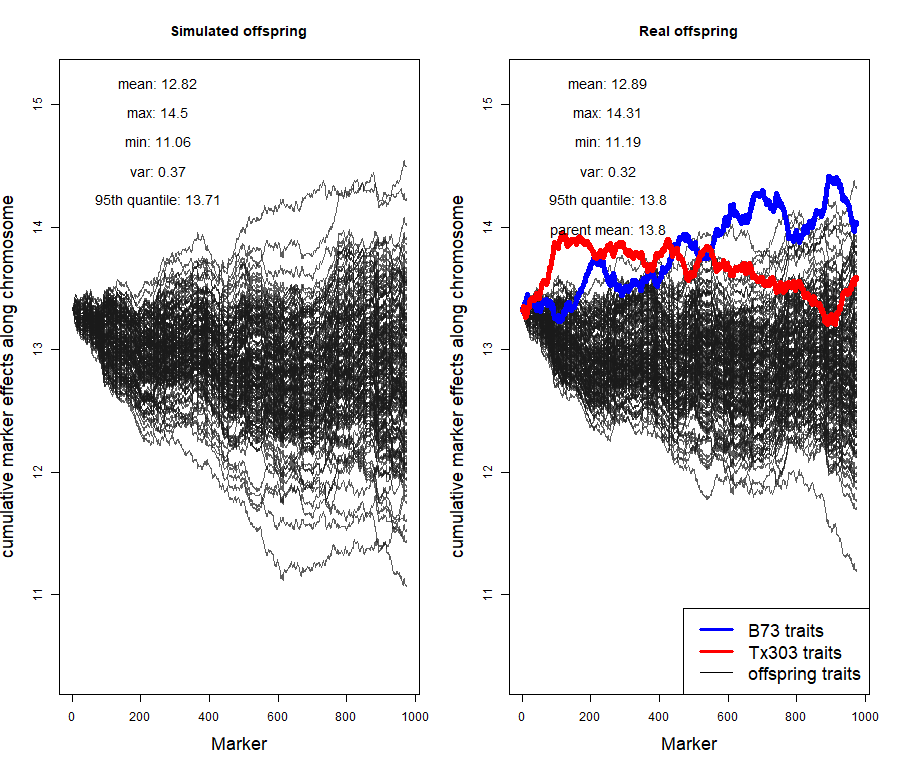 Simulated offspring
mean: 12.82
max: 14.5
min: 11.06
var: 0.37
95th quantile: 13.71
cumulative marker effects along chromosome
15
14
13
12
11
0 200 400 600 800 1000
Marker
Real offspring
mean: 12.89
max: 14.31
min: 11.19
var: 0.32
95th quantile: 13.8
parent mean: 13.8
cumulative marker effects along chromosome
15
14
13
12
11
B73 traits
Tx303 traits
offspring traits
0 200 400 600 800 1000
Marker